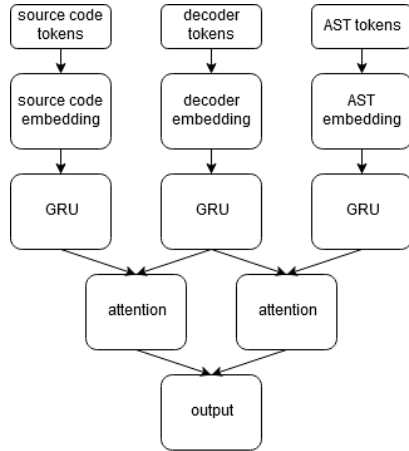 source code
tokens
decoder
tokens
AST tokens
source code
embedding
decoder
embedding
AST
embedding
GRU
GRU
GRU
attention
attention
output